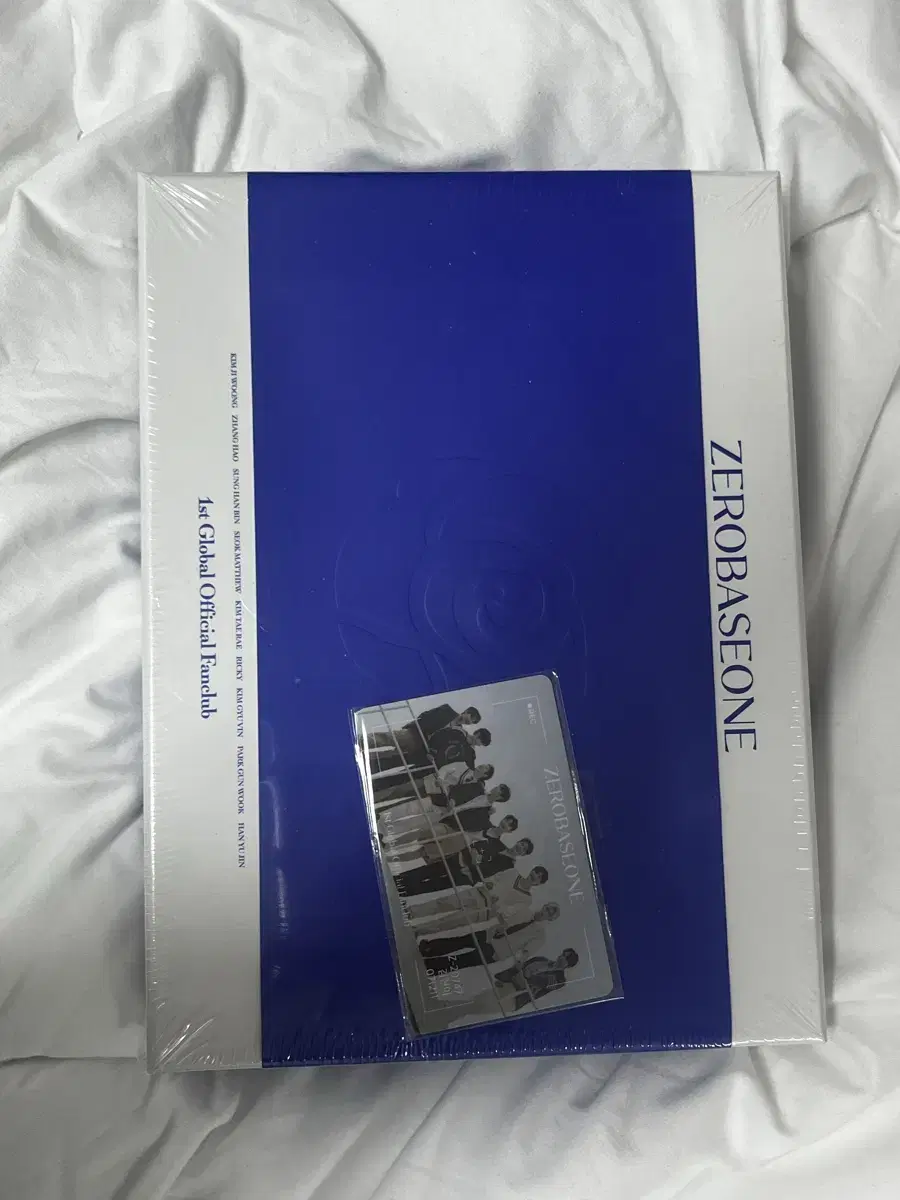 ZEROBASEONE
KIM JI WOONG ZHANG HAO SUNG HAN BIN SEOK MATTHEW KIM TAE RAE RICKY KIM GYU VIN PARK GUN WOOK HAN YU JIN
1st Global Official Fanclub
REC
ZEROBASEONE